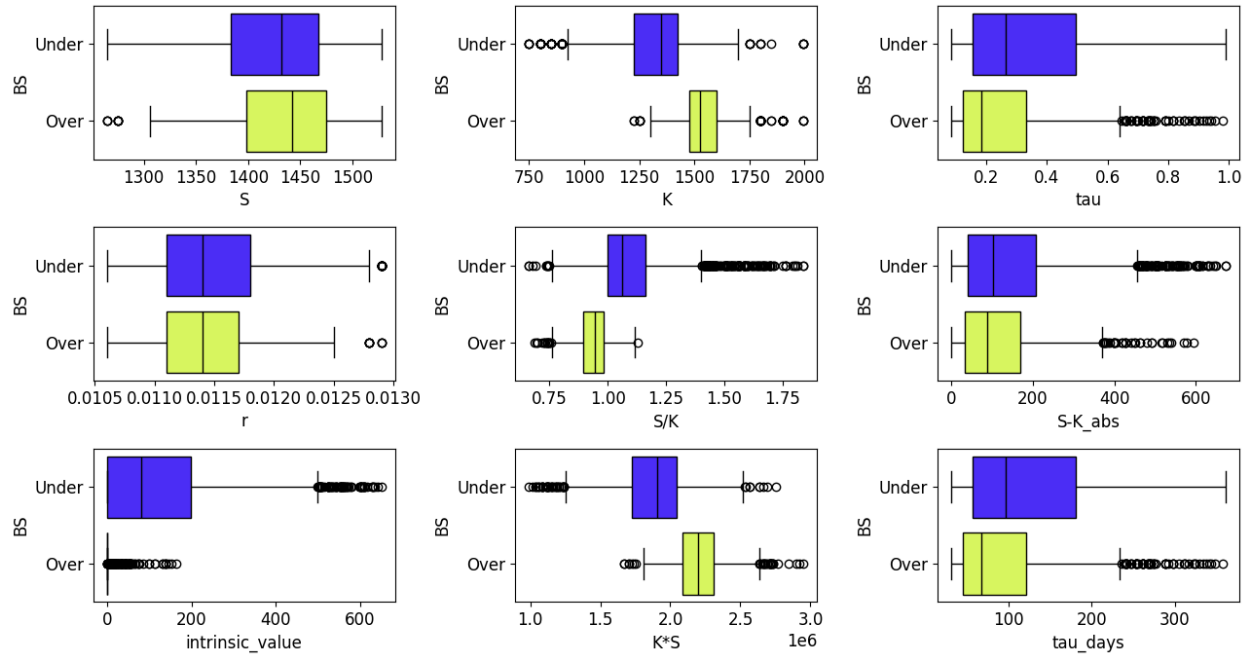 Under
Over
BS
1300 1350 1400 1450 1500
S
Under
Over
BS
750 1000 1250 1500 1750 2000
K
Under
Over
BS
0.2 0.4 0.6 0.8 1.0
tau
Under
Over
BS
0.0105 0.0110 0.0115 0.0120 0.0125 0.0130
r
Under
Over
BS
0.75 1.00 1.25 1.50 1.75
S/K
Under
Over
BS
0 200 400 600
S-K_abs
Under
Over
BS
0 200 400 600
intrinsic_value
Under
Over
BS
1.0 1.5 2.0 2.5 3.0
1e6
K*S
Under
Over
BS
100 200 300
tau_days